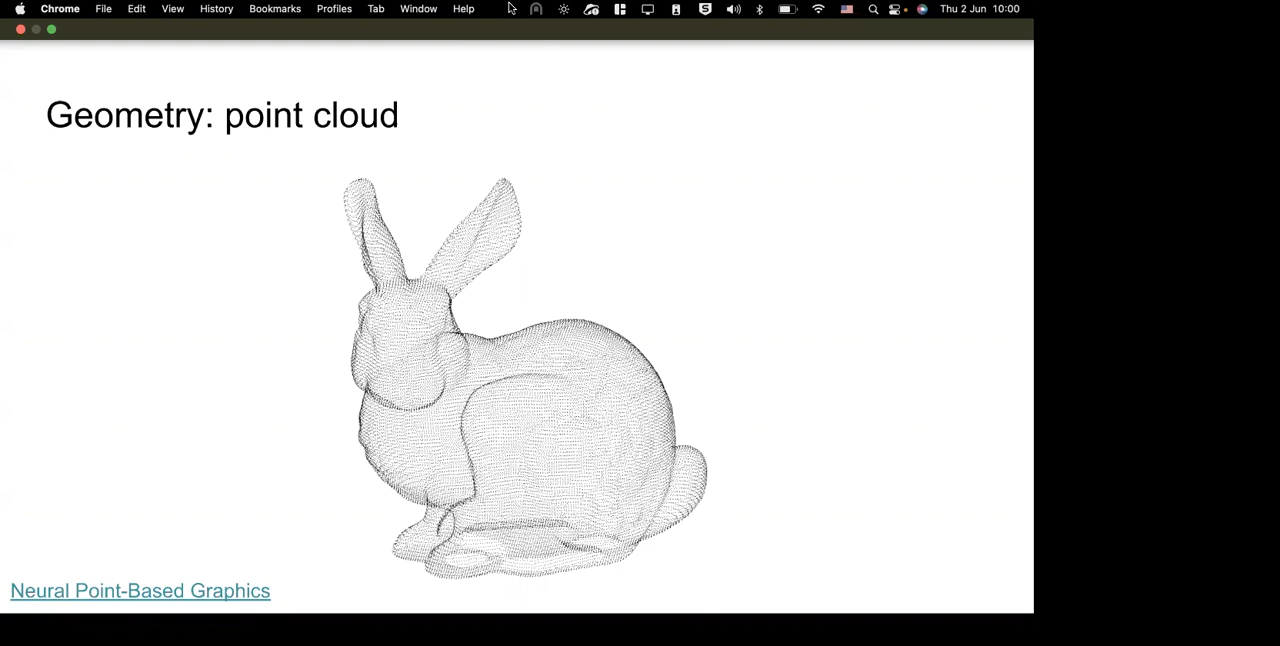 Chrome File Edit View History Bookmarks Profiles Tab Window Help Thu 2 Jun 10:00
Geometry: point cloud
Neural Point-Based Graphics